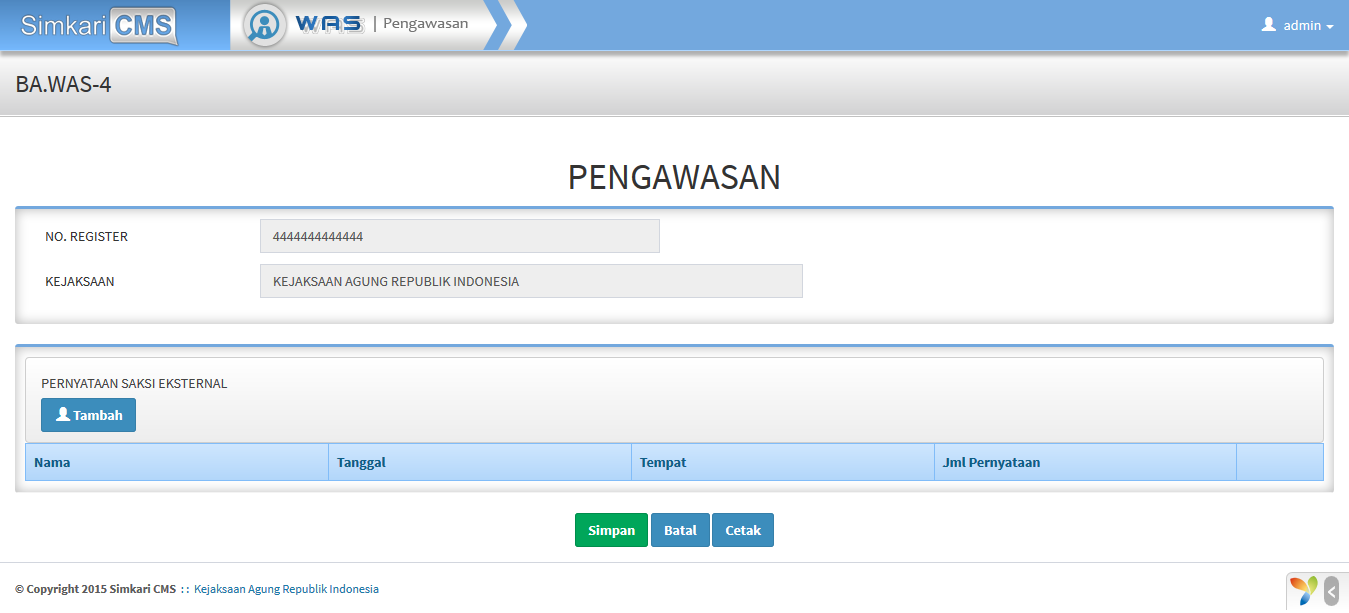 Simkari CMS WAS | Pengawasan admin
BA.WAS-4
PENGAWASAN
NO. REGISTER 4444444444444
KEJAKSAAN KEJAKSAAN AGUNG REPUBLIK INDONESIA
PERNYATAAN SAKSI EKSTERNAL
Tambah
Nama Tanggal Tempat Jml Pernyataan
Simpan Batal Cetak
© Copyright 2015 Simkari CMS :: Kejaksaan Agung Republik Indonesia